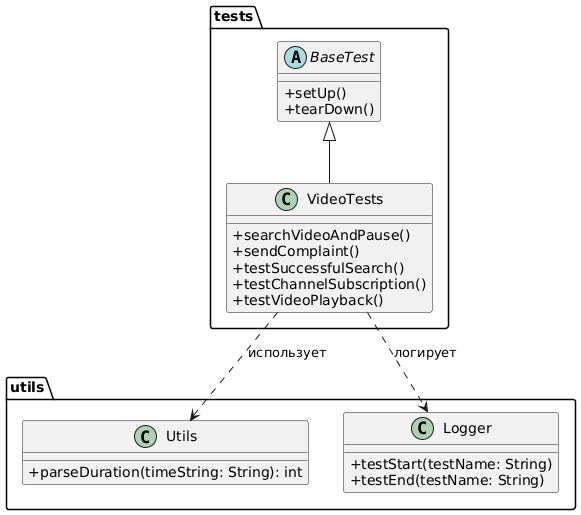 tests
A BaseTest
+setUp()
+tearDown()
C VideoTests
+searchVideoAndPause()
+sendComplaint()
+testSuccessfulSearch()
+testChannelSubscription()
+testVideoPlayback()
использует
логирует
utils
C Utils
+parseDuration(timeString: String): int
C Logger
+testStart(testName: String)
+testEnd(testName: String)